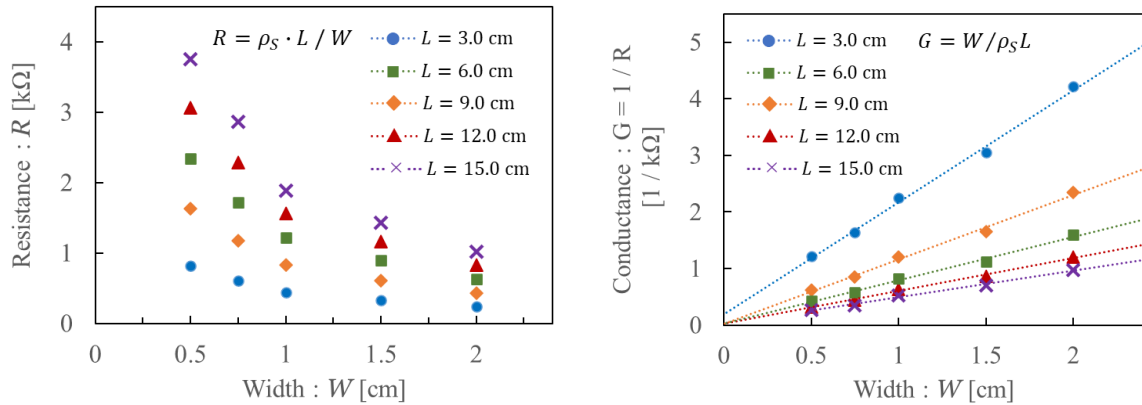 Resistance : R [kΩ]
4
3
2
1
0
R = ρ_S · L / W
L = 3.0 cm
L = 6.0 cm
L = 9.0 cm
L = 12.0 cm
L = 15.0 cm
0
0.5
1
1.5
2
Width : W [cm]
Conductance : G = 1 / R
[1 / kΩ]
5
4
3
2
1
0
L = 3.0 cm
L = 6.0 cm
L = 9.0 cm
L = 12.0 cm
L = 15.0 cm
G = W/ρ_S L
0
0.5
1
1.5
2
Width : W [cm]